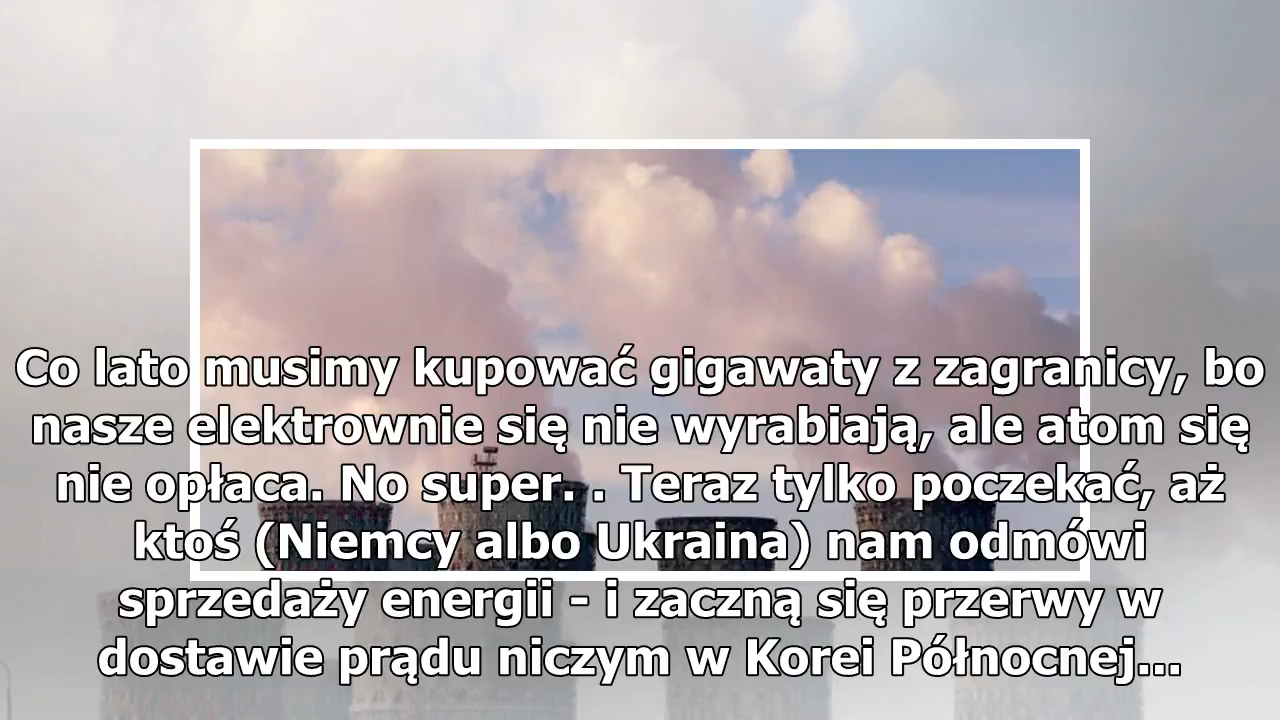 Co lato musimy kupować gigawaty z zagranicy, bo
nasze elektrownie się nie wyrabiają, ale atom się
nie opłaca. No super. . Teraz tylko poczekać, aż
ktoś (Niemcy albo Ukraina) nam odmówi
sprzedaży energii - i zaczną się przerwy w
dostawie prądu niczym w Korei Północnej...